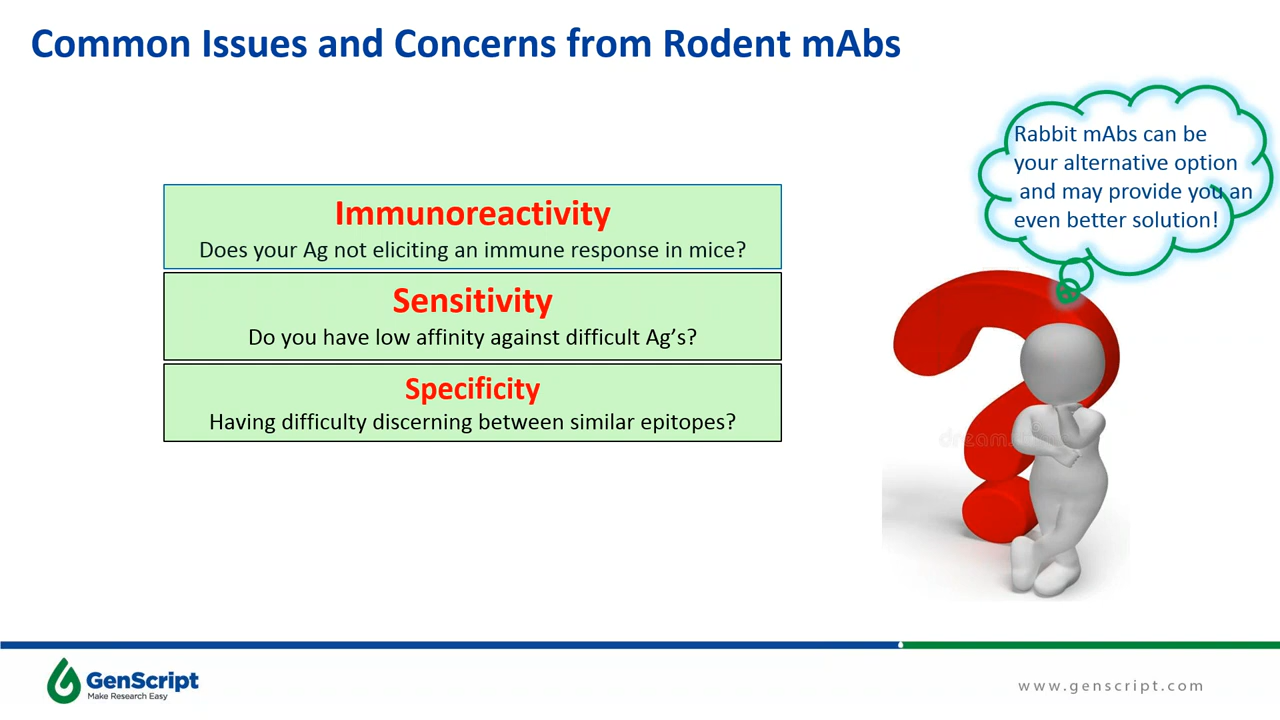 Common Issues and Concerns from Rodent mAbs
Rabbit mAbs can be
your alternative option
and may provide you an
even better solution!
Immunoreactivity
Does your Ag not eliciting an immune response in mice?
Sensitivity
Do you have low affinity against difficult Ag’s?
Specificity
Having difficulty discerning between similar epitopes?
GenScript
Make Research Easy
www.genscript.com